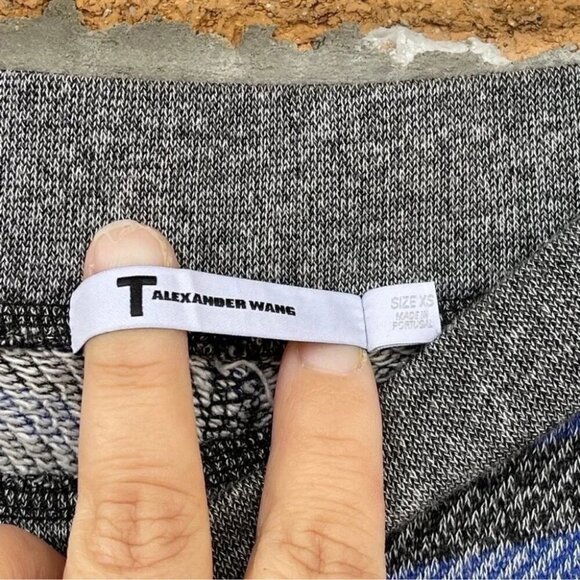 T ALEXANDER WANG
SIZE XS
MADE IN
PORTUGAL